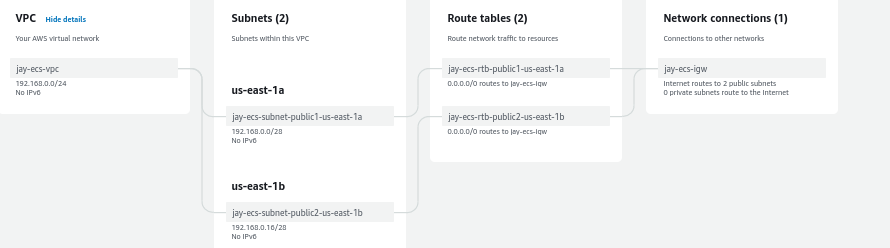 VPC Hide details
Your AWS virtual network
jay-ecs-vpc
192.168.0.0/24
No IPv6
Subnets (2)
Subnets within this VPC
us-east-1a
jay-ecs-subnet-public1-us-east-1a
192.168.0.0/28
No IPv6
us-east-1b
jay-ecs-subnet-public2-us-east-1b
192.168.0.16/28
No IPv6
Route tables (2)
Route network traffic to resources
jay-ecs-rtb-public1-us-east-1a
0.0.0.0/0 routes to jay-ecs-igw
jay-ecs-rtb-public2-us-east-1b
0.0.0.0/0 routes to jay-ecs-igw
Network connections (1)
Connections to other networks
jay-ecs-igw
Internet routes to 2 public subnets
0 private subnets route to the Internet